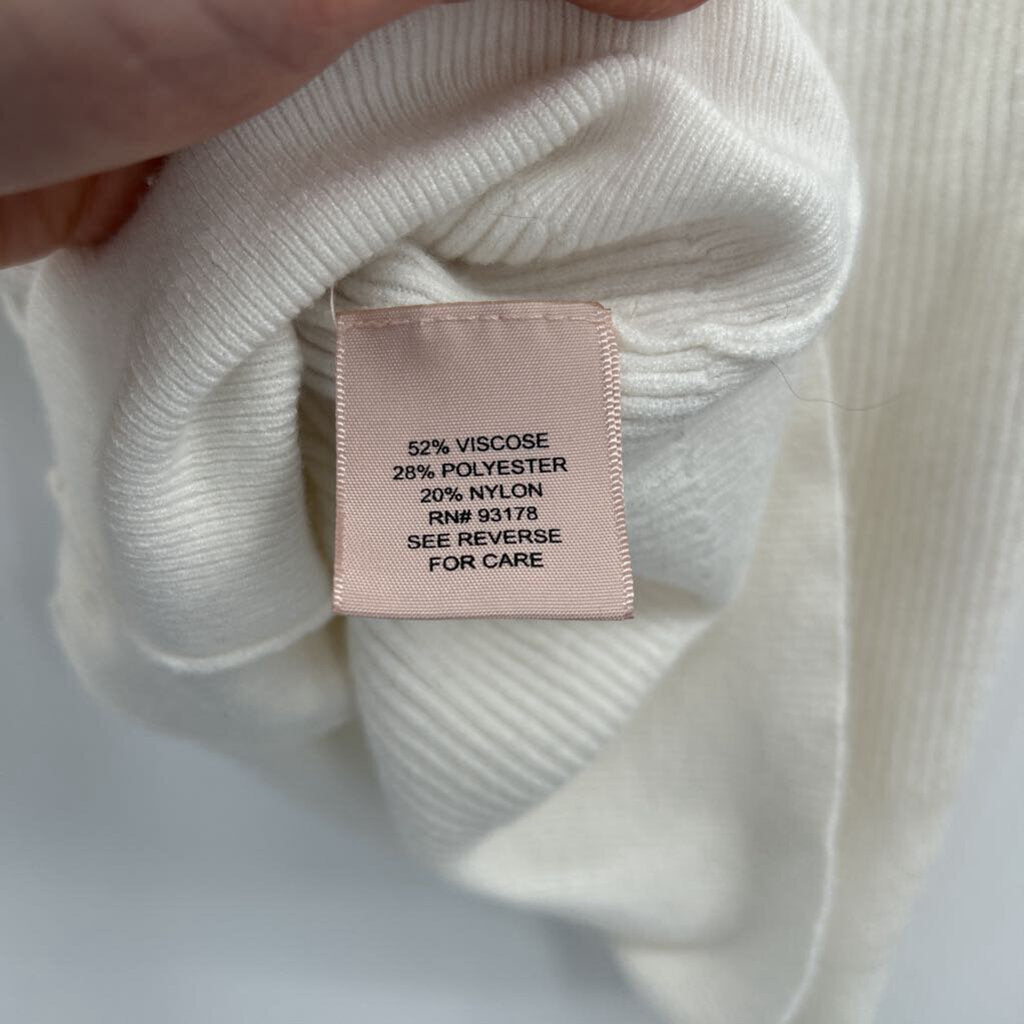 52% VISCOSE
28% POLYESTER
20% NYLON
RN# 93178
SEE REVERSE
FOR CARE